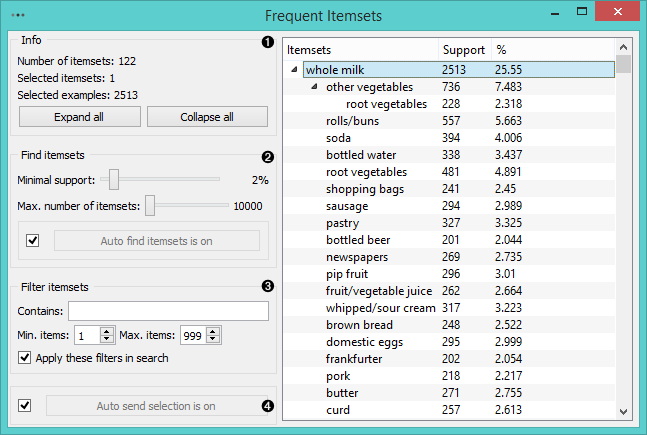 Frequent Itemsets
Info 1
Number of itemsets: 122
Selected itemsets: 1
Selected examples: 2513
Expand all Collapse all
Find itemsets 2
Minimal support: 2%
Max. number of itemsets: 10000
Auto find itemsets is on
Filter itemsets 3
Contains:
Min. items: 1 Max. items: 999
Apply these filters in search
Auto send selection is on 4
Itemsets Support %
whole milk 2513 25.55
other vegetables 736 7.483
root vegetables 228 2.318
rolls/buns 557 5.663
soda 394 4.006
bottled water 338 3.437
root vegetables 481 4.891
shopping bags 241 2.45
sausage 294 2.989
pastry 327 3.325
bottled beer 201 2.044
newspapers 269 2.735
pip fruit 296 3.01
fruit/vegetable juice 262 2.664
whipped/sour cream 317 3.223
brown bread 248 2.522
domestic eggs 295 2.999
frankfurter 202 2.054
pork 218 2.217
butter 271 2.755
curd 257 2.613